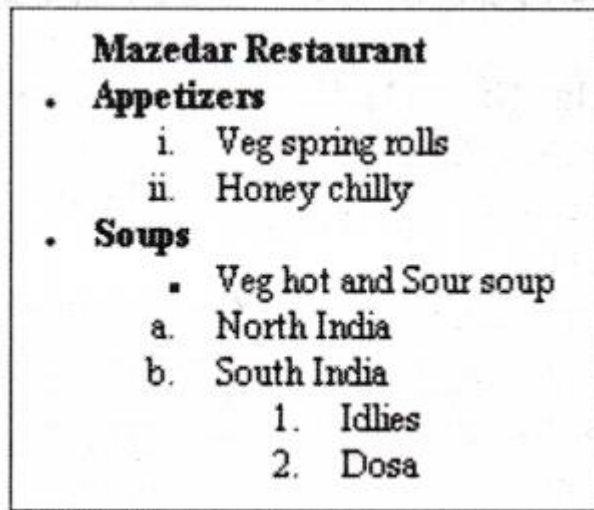 Mazedar Restaurant
• Appetizers
i. Veg spring rolls
ii. Honey chilly
• Soups
▪ Veg hot and Sour soup
a. North India
b. South India
1. Idlies
2. Dosa